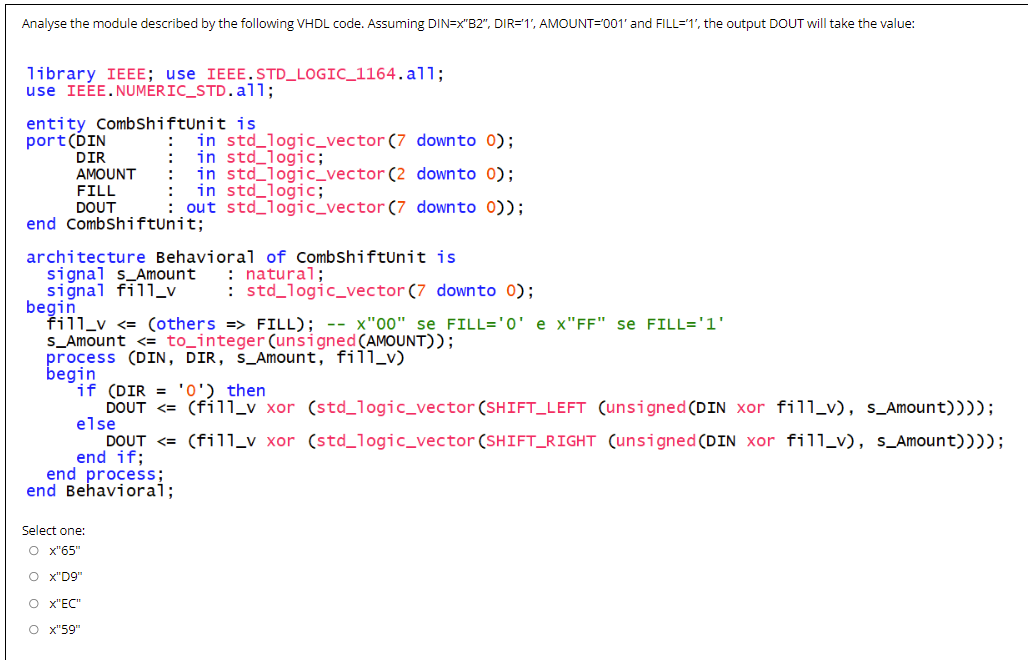 Analyse the module described by the following VHDL code. Assuming DIN=x"B2", DIR='1', AMOUNT='001' and FILL='1', the output DOUT will take the value:
library IEEE; use IEEE.STD_LOGIC_1164.all;
use IEEE.NUMERIC_STD.all;
entity CombShiftUnit is
port(DIN : in std_logic_vector(7 downto 0);
DIR : in std_logic;
AMOUNT : in std_logic_vector(2 downto 0);
FILL : in std_logic;
DOUT : out std_logic_vector(7 downto 0));
end CombShiftUnit;
architecture Behavioral of CombShiftUnit is
signal s_Amount : natural;
signal fill_v : std_logic_vector(7 downto 0);
begin
fill_v <= (others => FILL); -- x"00" se FILL='0' e x"FF" se FILL='1'
s_Amount <= to_integer(unsigned(AMOUNT));
process (DIN, DIR, s_Amount, fill_v)
begin
if (DIR = '0') then
DOUT <= (fill_v xor (std_logic_vector(SHIFT_LEFT (unsigned(DIN xor fill_v), s_Amount))));
else
DOUT <= (fill_v xor (std_logic_vector(SHIFT_RIGHT (unsigned(DIN xor fill_v), s_Amount))));
end if;
end process;
end Behavioral;
Select one:
x"65"
x"D9"
x"EC"
x"59"